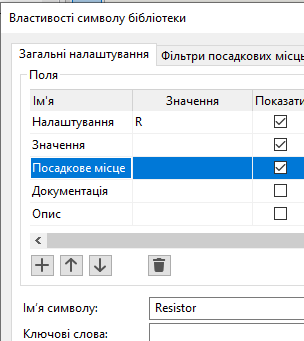 Властивості символу бібліотеки
Загальні налаштування Фільтри посадкових місць
Поля
Ім'я Значення Показати
Налаштування R
Значення
Посадкове місце
Документація
Опис
Ім'я символу: Resistor
Ключові слова: